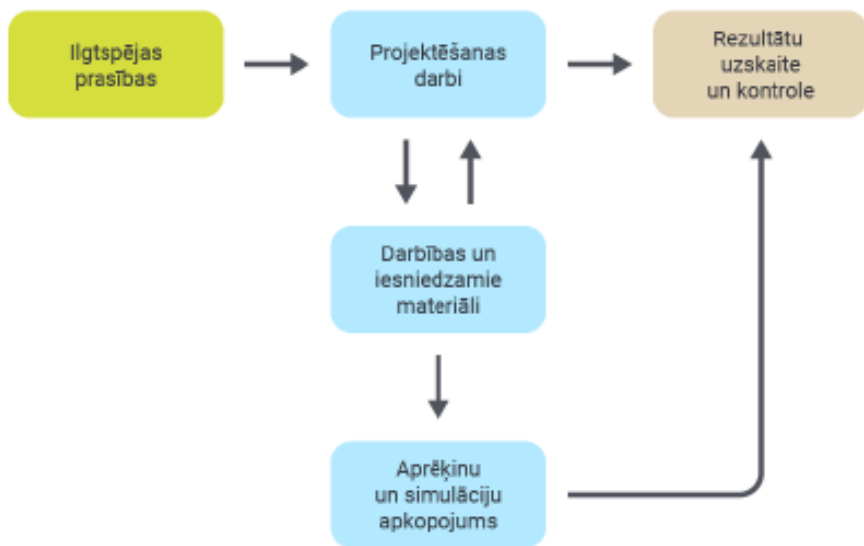 Ilgtspējas
prasības
Projektēšanas
darbi
Rezultātu
uzskaite
un kontrole
Darbības un
iesniedzamie
materiāli
Aprēķinu
un simulāciju
apkopojums